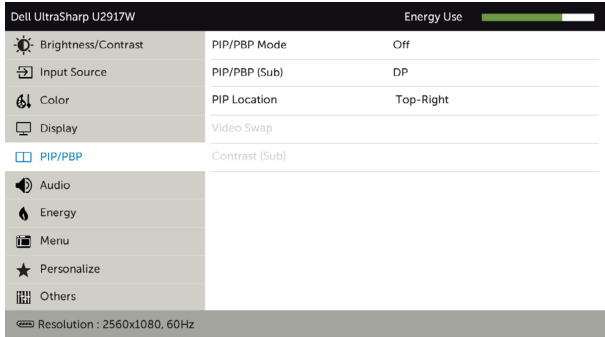 Dell UltraSharp U2917W Energy Use
Brightness/Contrast
Input Source
Color
Display
PIP/PBP
Audio
Energy
Menu
Personalize
Others
PIP/PBP Mode Off
PIP/PBP (Sub) DP
PIP Location Top-Right
Video Swap
Contrast (Sub)
Resolution : 2560x1080, 60Hz